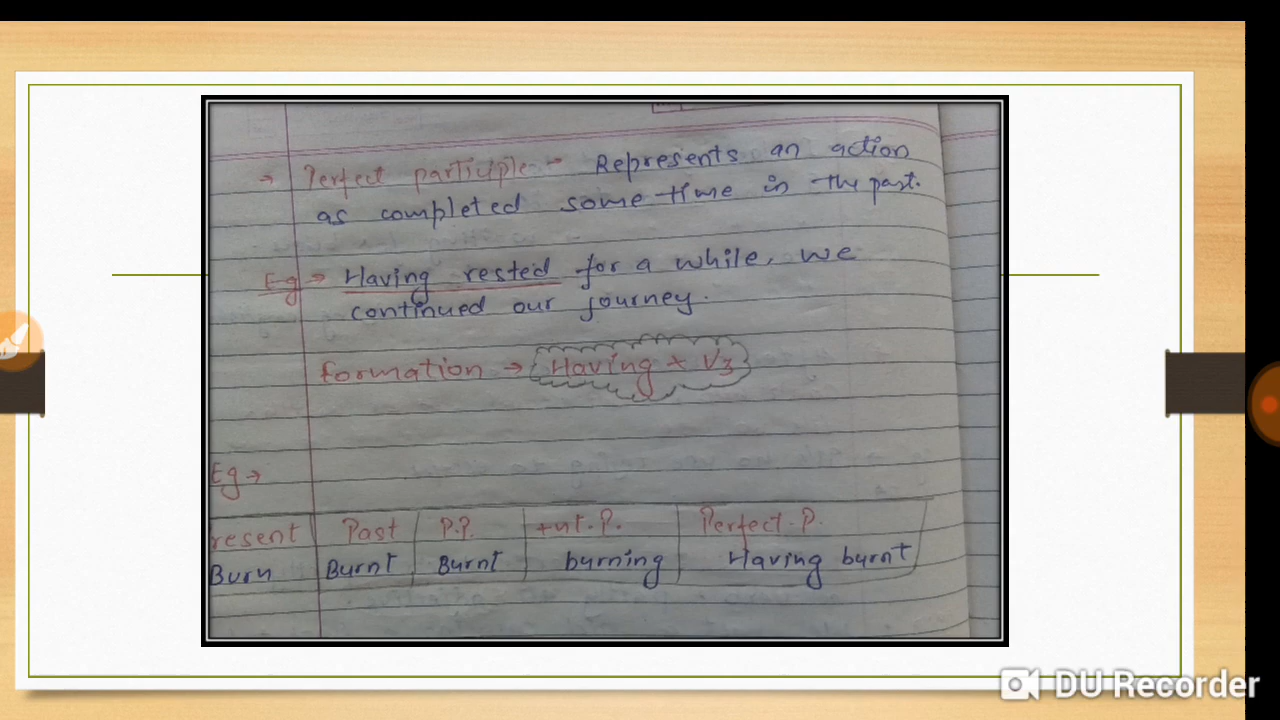 → Perfect participle → Represents an action
as completed some time in the past.
Eg → Having rested for a while, we
continued our journey.
formation → Having + V3
Eg →
resent Past P.P. P. Perfect. P.
Burn Burnt Burnt burning Having burnt
DU Recorder